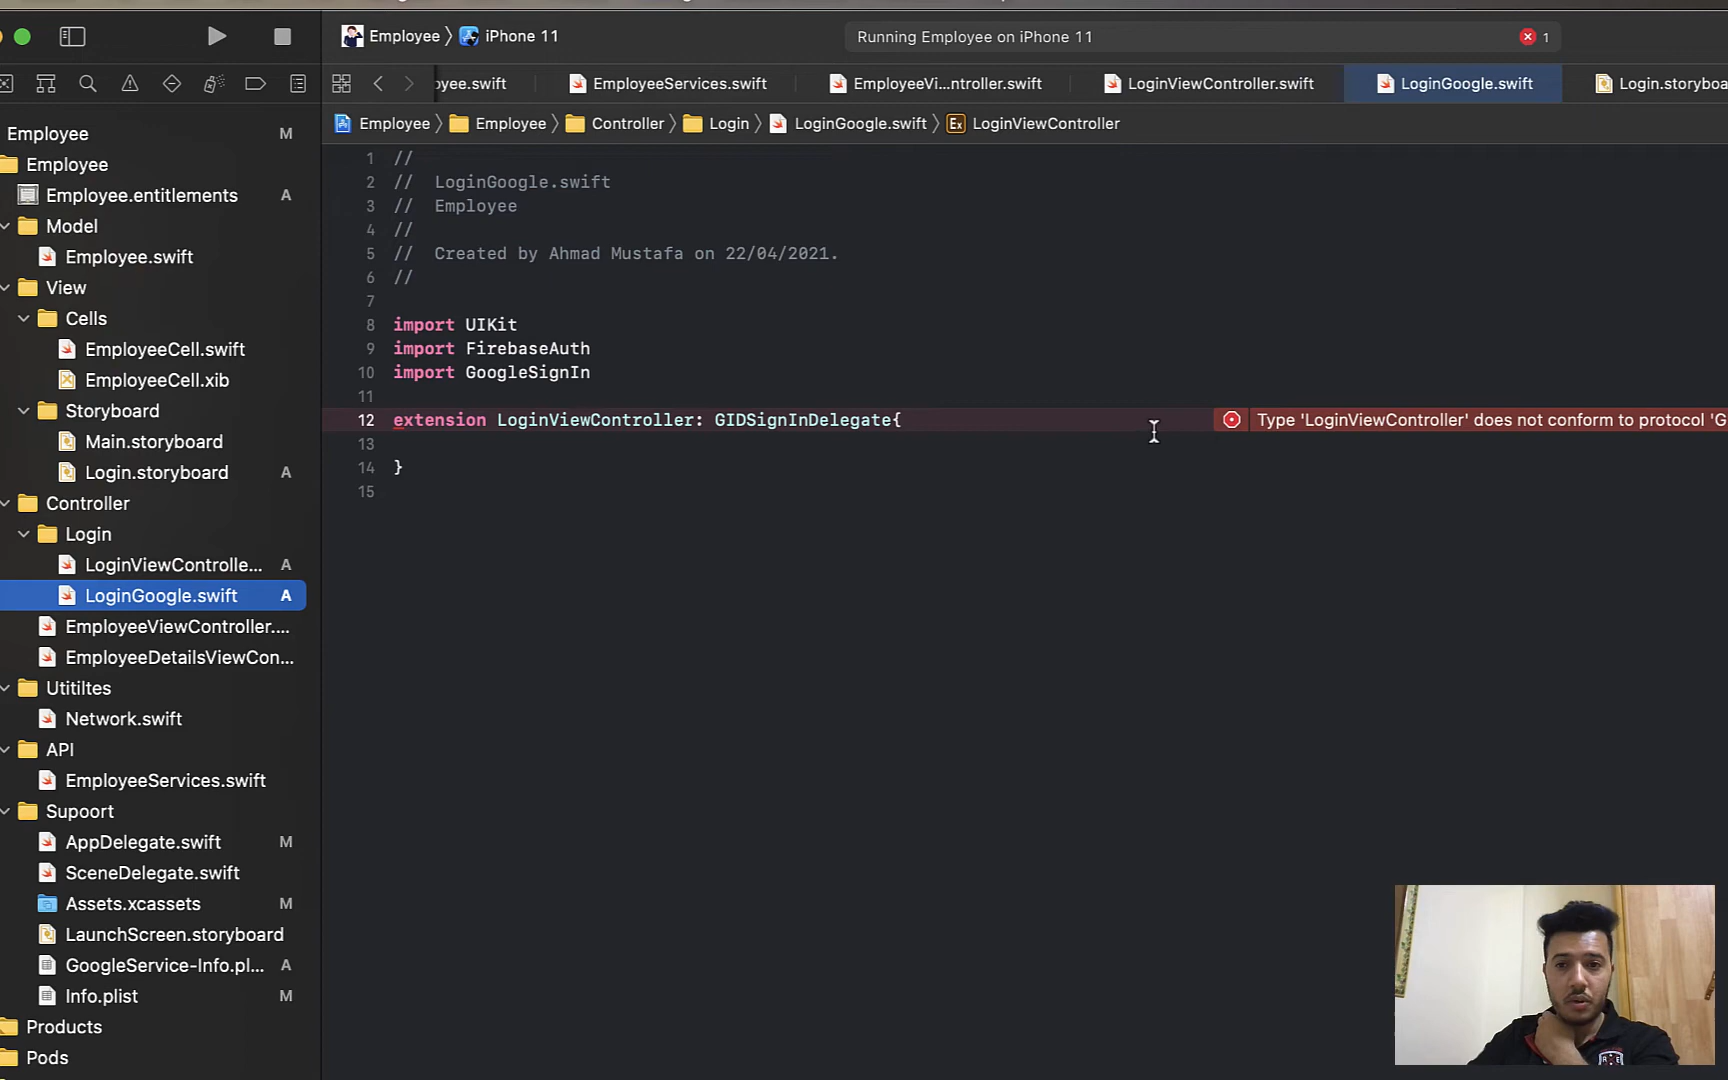 Employee
iPhone 11
Running Employee on iPhone 11
1
yee.swift
EmployeeServices.swift
EmployeeVi...ntroller.swift
LoginViewController.swift
LoginGoogle.swift
Login.storyboa
Employee
Employee
Controller
Login
LoginGoogle.swift
Ex
LoginViewController
Employee
M
Employee
Employee.entitlements
A
Model
Employee.swift
View
Cells
EmployeeCell.swift
EmployeeCell.xib
Storyboard
Main.storyboard
Login.storyboard
A
Controller
Login
LoginViewControlle...
A
LoginGoogle.swift
A
EmployeeViewController....
EmployeeDetailsViewCon...
Utitiltes
Network.swift
API
EmployeeServices.swift
Supoort
AppDelegate.swift
M
SceneDelegate.swift
Assets.xcassets
M
LaunchScreen.storyboard
GoogleService-Info.pl...
A
Info.plist
M
Products
Pods
1 //
2 //  LoginGoogle.swift
3 //  Employee
4 //
5 //  Created by Ahmad Mustafa on 22/04/2021.
6 //
7
8 import UIKit
9 import FirebaseAuth
10 import GoogleSignIn
11
12 extension LoginViewController: GIDSignInDelegate{
Type 'LoginViewController' does not conform to protocol 'G
13
14 }
15